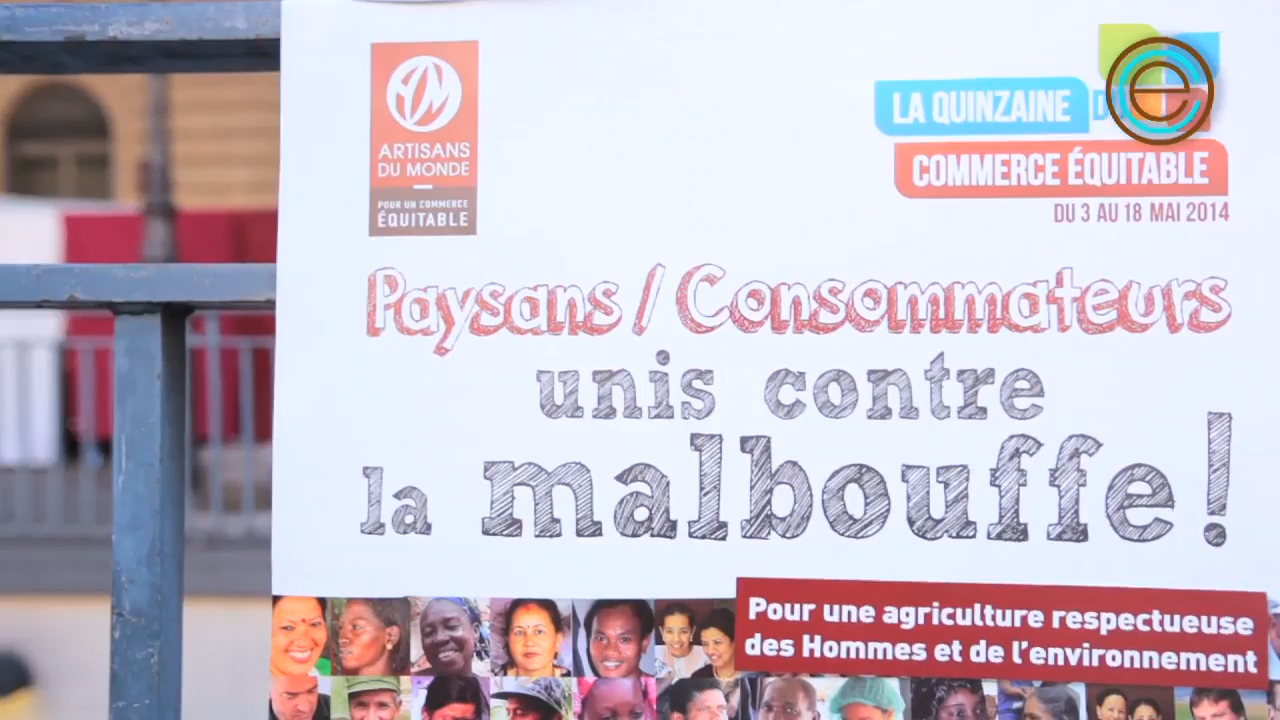 ARTISANS
DU MONDE
POUR UN COMMERCE
ÉQUITABLE
LA QUINZAINE
COMMERCE ÉQUITABLE
DU 3 AU 18 MAI 2014
Paysans / Consommateurs
unis contre
la malbouffe !
Pour une agriculture respectueuse
des Hommes et de l'environnement